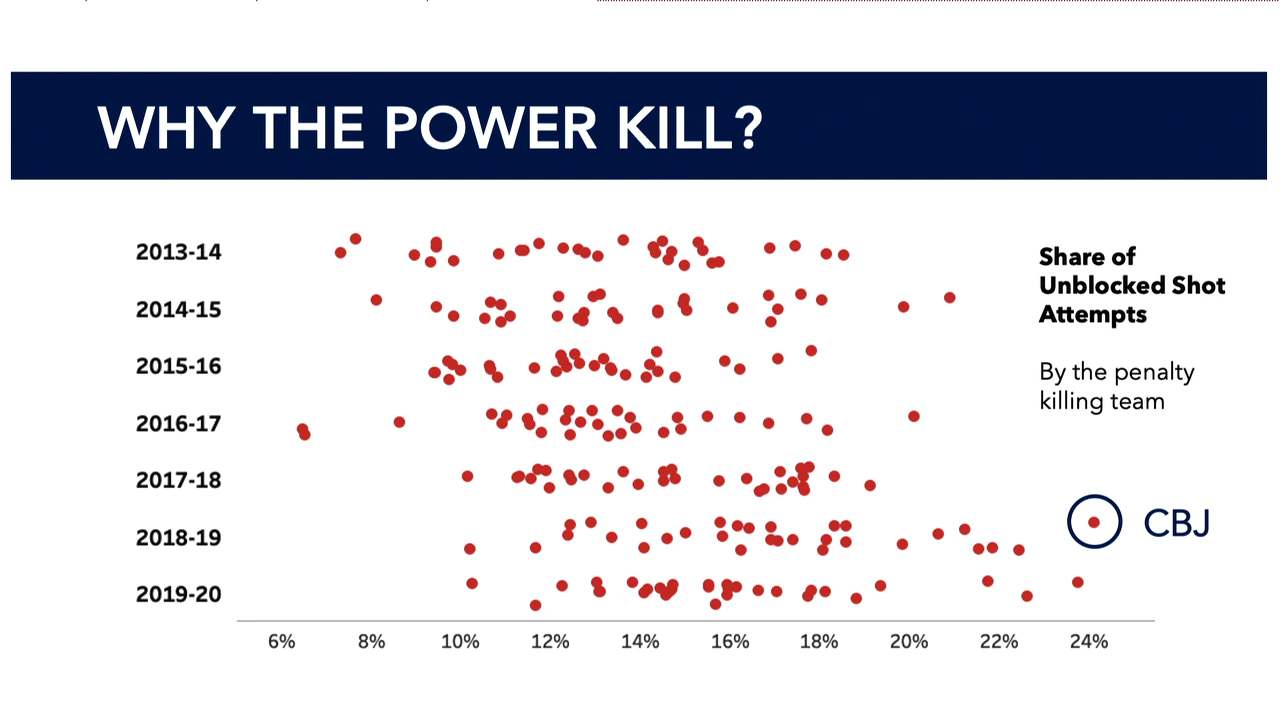 WHY THE POWER KILL?
2013-14
2014-15
2015-16
2016-17
2017-18
2018-19
2019-20
Share of
Unblocked Shot
Attempts
By the penalty
killing team
CBJ
6% 8% 10% 12% 14% 16% 18% 20% 22% 24%